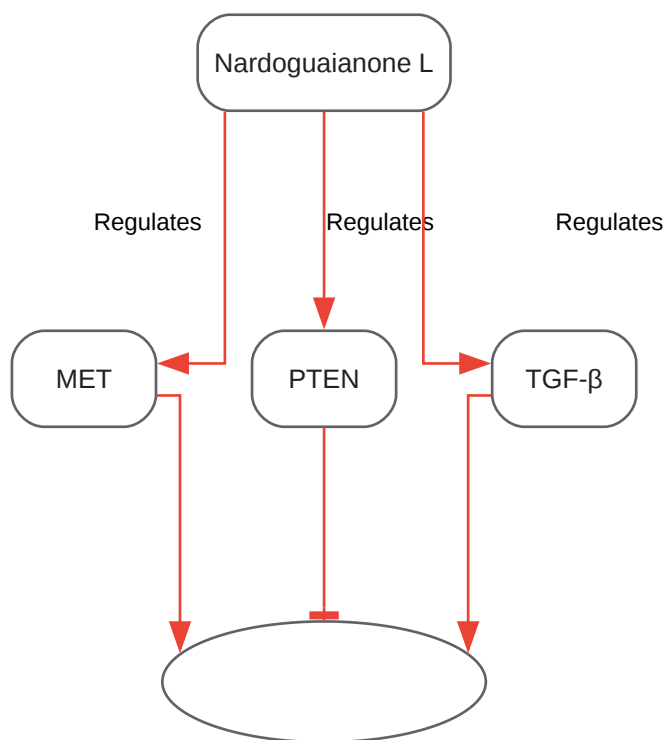 Nardoguaianone L
Regulates
Regulates
Regulates
MET
PTEN
TGF-β